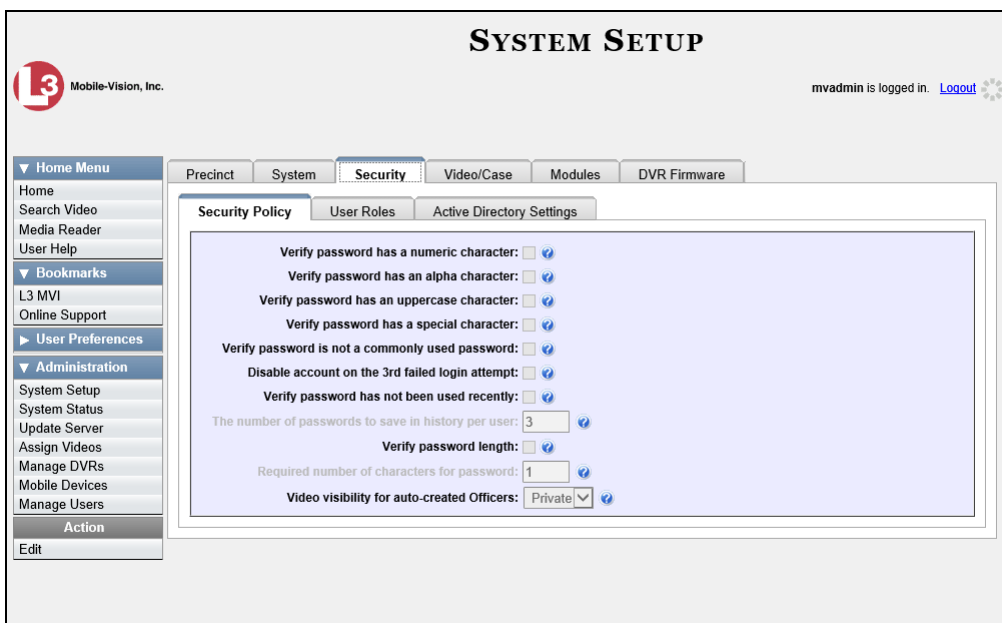 SYSTEM SETUP
L3 Mobile-Vision, Inc.
mvadmin is logged in. Logout
▼ Home Menu
Home
Search Video
Media Reader
User Help
▼ Bookmarks
L3 MVI
Online Support
▶ User Preferences
▼ Administration
System Setup
System Status
Update Server
Assign Videos
Manage DVRs
Mobile Devices
Manage Users
Action
Edit
Precinct System Security Video/Case Modules DVR Firmware
Security Policy User Roles Active Directory Settings
Verify password has a numeric character: ?
Verify password has an alpha character: ?
Verify password has an uppercase character: ?
Verify password has a special character: ?
Verify password is not a commonly used password: ?
Disable account on the 3rd failed login attempt: ?
Verify password has not been used recently: ?
The number of passwords to save in history per user: 3 ?
Verify password length: ?
Required number of characters for password: 1 ?
Video visibility for auto-created Officers: Private ?